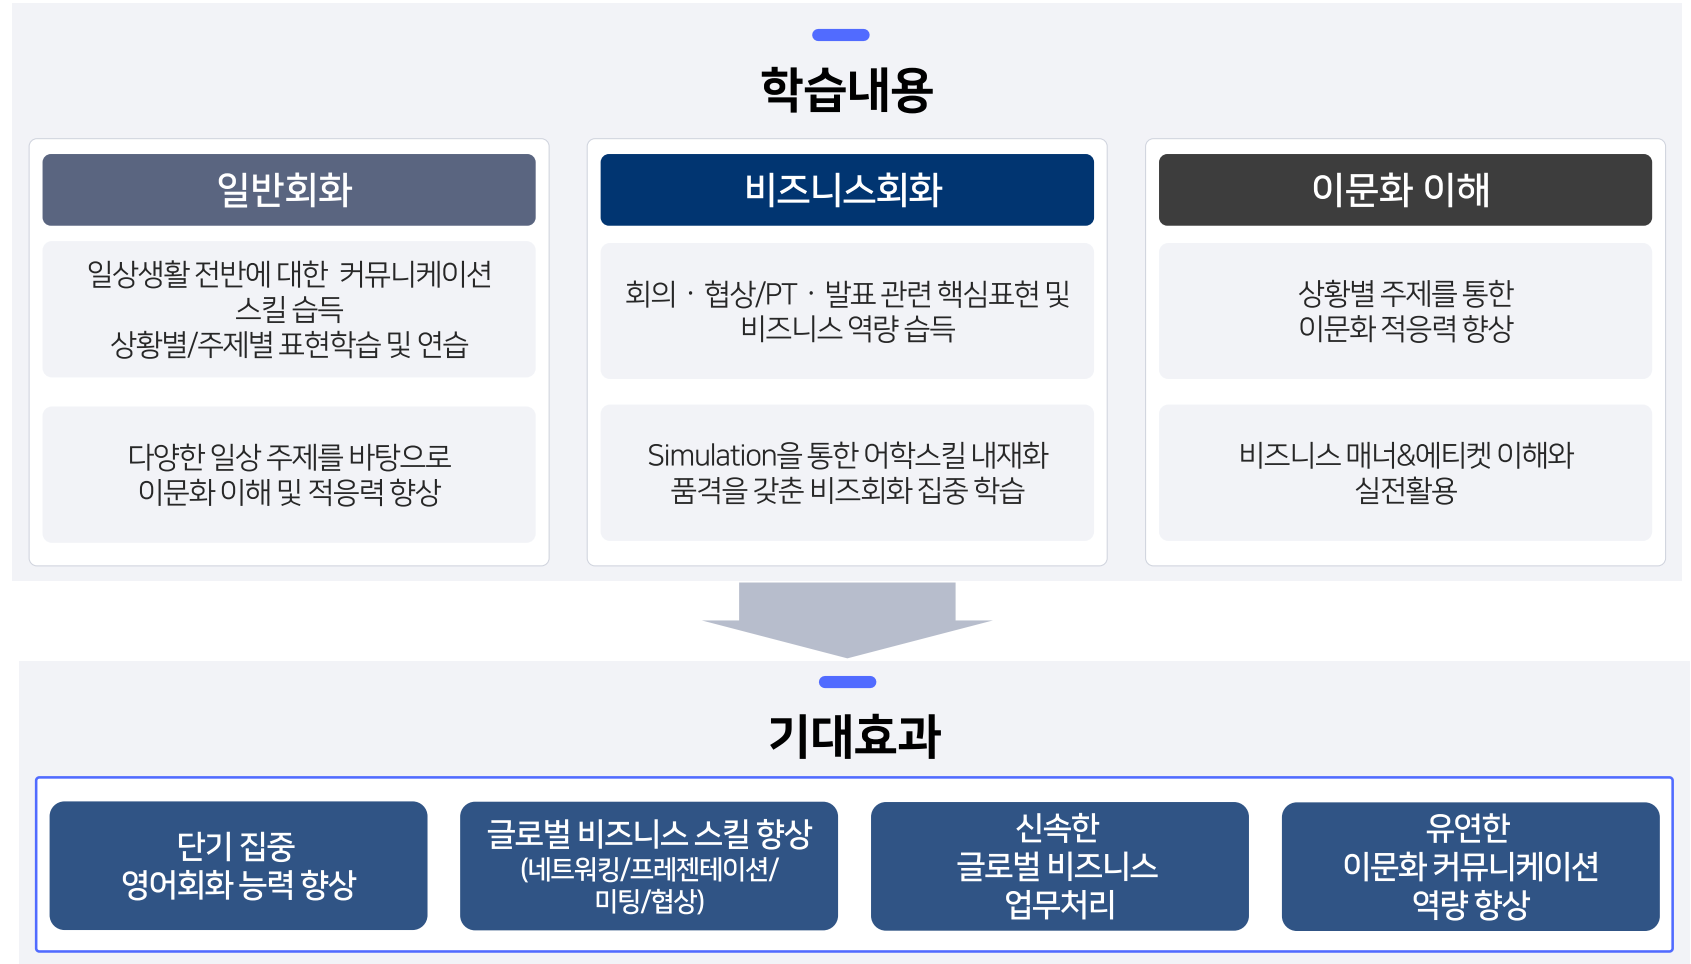 학습내용
일반회화
일상생활 전반에 대한 커뮤니케이션
스킬 습득
상황별/주제별 표현학습 및 연습
다양한 일상 주제를 바탕으로
이문화 이해 및 적응력 향상
비즈니스회화
회의 · 협상/PT · 발표 관련 핵심표현 및
비즈니스 역량 습득
Simulation을 통한 어학스킬 내재화
품격을 갖춘 비즈회화 집중 학습
이문화 이해
상황별 주제를 통한
이문화 적응력 향상
비즈니스 매너&에티켓 이해와
실전활용
기대효과
단기 집중
영어회화 능력 향상
글로벌 비즈니스 스킬 향상
(네트워킹/프레젠테이션/
미팅/협상)
신속한
글로벌 비즈니스
업무처리
유연한
이문화 커뮤니케이션
역량 향상